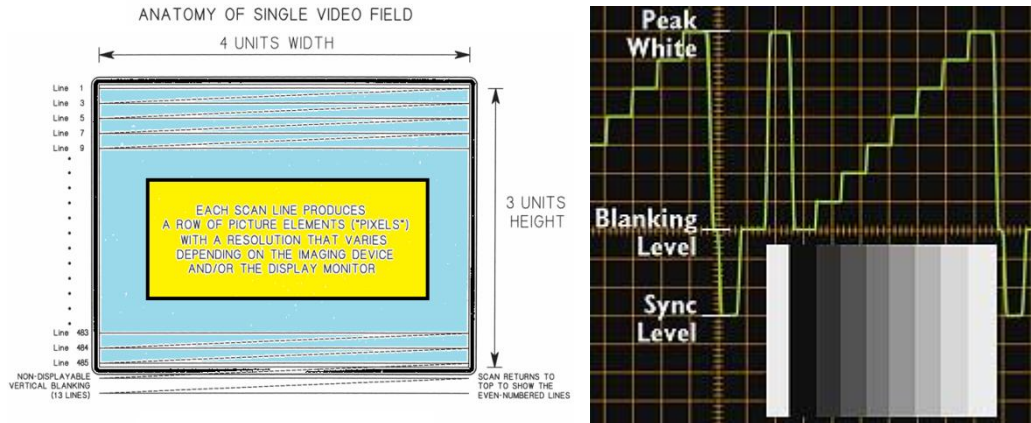 ANATOMY OF SINGLE VIDEO FIELD
4 UNITS WIDTH
Line 1
Line 3
Line 5
Line 7
Line 9
EACH SCAN LINE PRODUCES
A ROW OF PICTURE ELEMENTS ("PIXELS")
WITH A RESOLUTION THAT VARIES
DEPENDING ON THE IMAGING DEVICE
AND/OR THE DISPLAY MONITOR
3 UNITS
HEIGHT
Line 483
Line 484
Line 485
NON-DISPLAYABLE
VERTICAL BLANKING
(13 LINES)
SCAN RETURNS TO
TOP TO SHOW THE
EVEN-NUMBERED LINES
Peak
White
Blanking
Level
Sync
Level